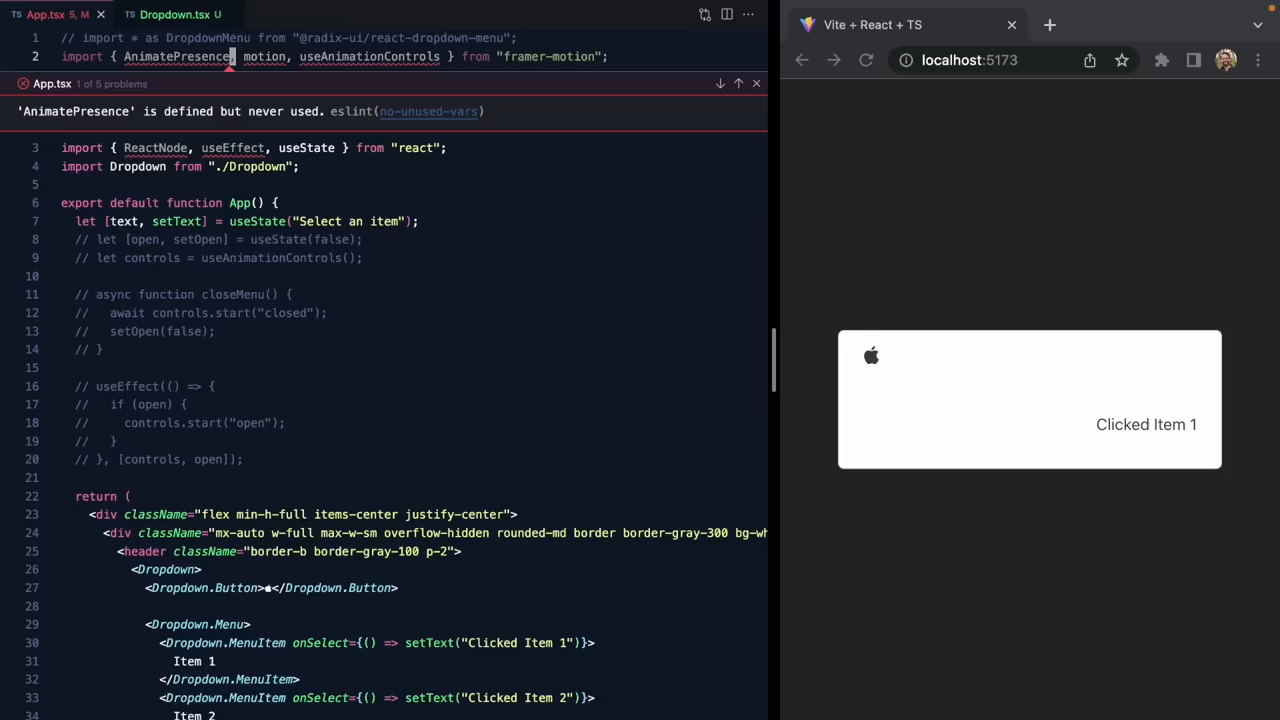 TS App.tsx 5, M
TS Dropdown.tsx U
1 // import * as DropdownMenu from "@radix-ui/react-dropdown-menu";
2 import { AnimatePresence, motion, useAnimationControls } from "framer-motion";
App.tsx 1 of 5 problems
'AnimatePresence' is defined but never used. eslint(no-unused-vars)
3 import { ReactNode, useEffect, useState } from "react";
4 import Dropdown from "./Dropdown";
5
6 export default function App() {
7 let [text, setText] = useState("Select an item");
8 // let [open, setOpen] = useState(false);
9 // let controls = useAnimationControls();
10
11 // async function closeMenu() {
12 // await controls.start("closed");
13 // setOpen(false);
14 // }
15
16 // useEffect(() => {
17 // if (open) {
18 // controls.start("open");
19 // }
20 // }, [controls, open]);
21
22 return (
23 <div className="flex min-h-full items-center justify-center">
24 <div className="mx-auto w-full max-w-sm overflow-hidden rounded-md border border-gray-300 bg-wh
25 <header className="border-b border-gray-100 p-2">
26 <Dropdown>
27 <Dropdown.Button></Dropdown.Button>
28
29 <Dropdown.Menu>
30 <Dropdown.MenuItem onSelect={() => setText("Clicked Item 1")}>
31 Item 1
32 </Dropdown.MenuItem>
33 <Dropdown.MenuItem onSelect={() => setText("Clicked Item 2")}>
34 Item 2
Vite + React + TS
localhost:5173
Clicked Item 1